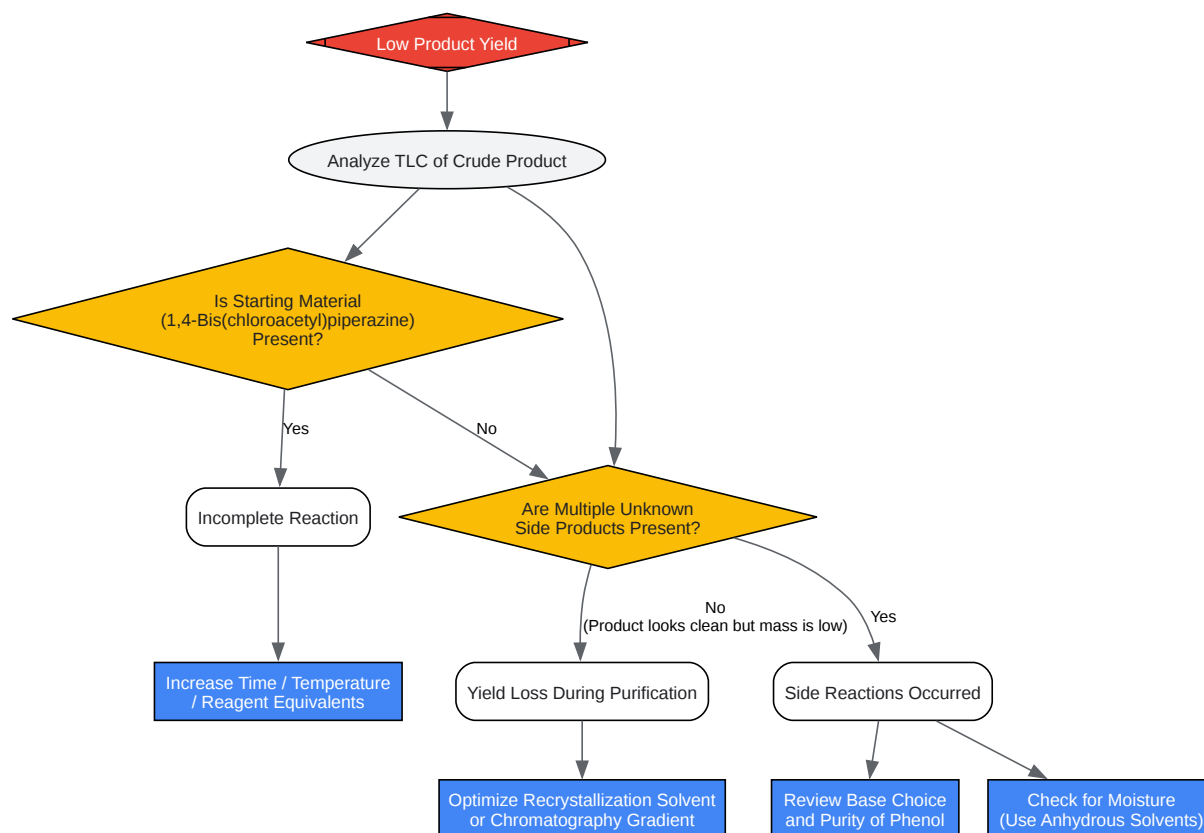 Low Product Yield
Analyze TLC of Crude Product
Is Starting Material
(1,4-Bis(chloroacetyl)piperazine)
Present?
Yes
No
Incomplete Reaction
Are Multiple Unknown
Side Products Present?
No
(Product looks clean but mass is low)
Yes
Increase Time / Temperature
/ Reagent Equivalents
Yield Loss During Purification
Side Reactions Occurred
Optimize Recrystallization Solvent
or Chromatography Gradient
Review Base Choice
and Purity of Phenol
Check for Moisture
(Use Anhydrous Solvents)